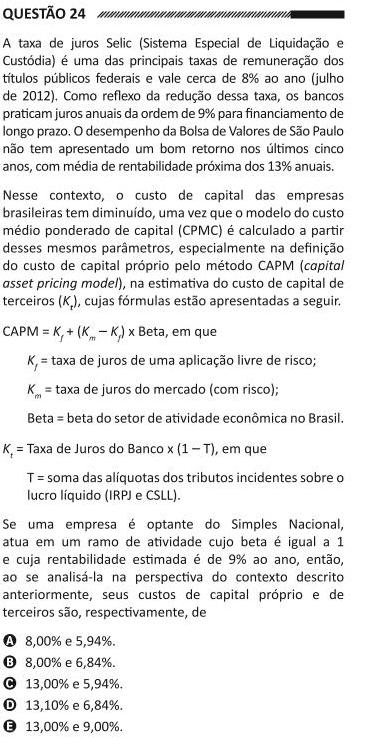 QUESTÃO 24
A taxa de juros Selic (Sistema Especial de Liquidação e
Custódia) é uma das principais taxas de remuneração dos
títulos públicos federais e vale cerca de 8% ao ano (julho
de 2012). Como reflexo da redução dessa taxa, os bancos
praticam juros anuais da ordem de 9% para financiamento de
longo prazo. O desempenho da Bolsa de Valores de São Paulo
não tem apresentado um bom retorno nos últimos cinco
anos, com média de rentabilidade próxima dos 13% anuais.
Nesse contexto, o custo de capital das empresas
brasileiras tem diminuído, uma vez que o modelo do custo
médio ponderado de capital (CPMC) é calculado a partir
desses mesmos parâmetros, especialmente na definição
do custo de capital próprio pelo método CAPM (capital
asset pricing model), na estimativa do custo de capital de
terceiros (Kt), cujas fórmulas estão apresentadas a seguir.
CAPM = Kf + (Km − Kf) x Beta, em que
Kf = taxa de juros de uma aplicação livre de risco;
Km = taxa de juros do mercado (com risco);
Beta = beta do setor de atividade econômica no Brasil.
Kt = Taxa de Juros do Banco x (1 − T), em que
T = soma das alíquotas dos tributos incidentes sobre o
lucro líquido (IRPJ e CSLL).
Se uma empresa é optante do Simples Nacional,
atua em um ramo de atividade cujo beta é igual a 1
e cuja rentabilidade estimada é de 9% ao ano, então,
ao se analisá-la na perspectiva do contexto descrito
anteriormente, seus custos de capital próprio e de
terceiros são, respectivamente, de
A 8,00% e 5,94%.
B 8,00% e 6,84%.
C 13,00% e 5,94%.
D 13,10% e 6,84%.
E 13,00% e 9,00%.